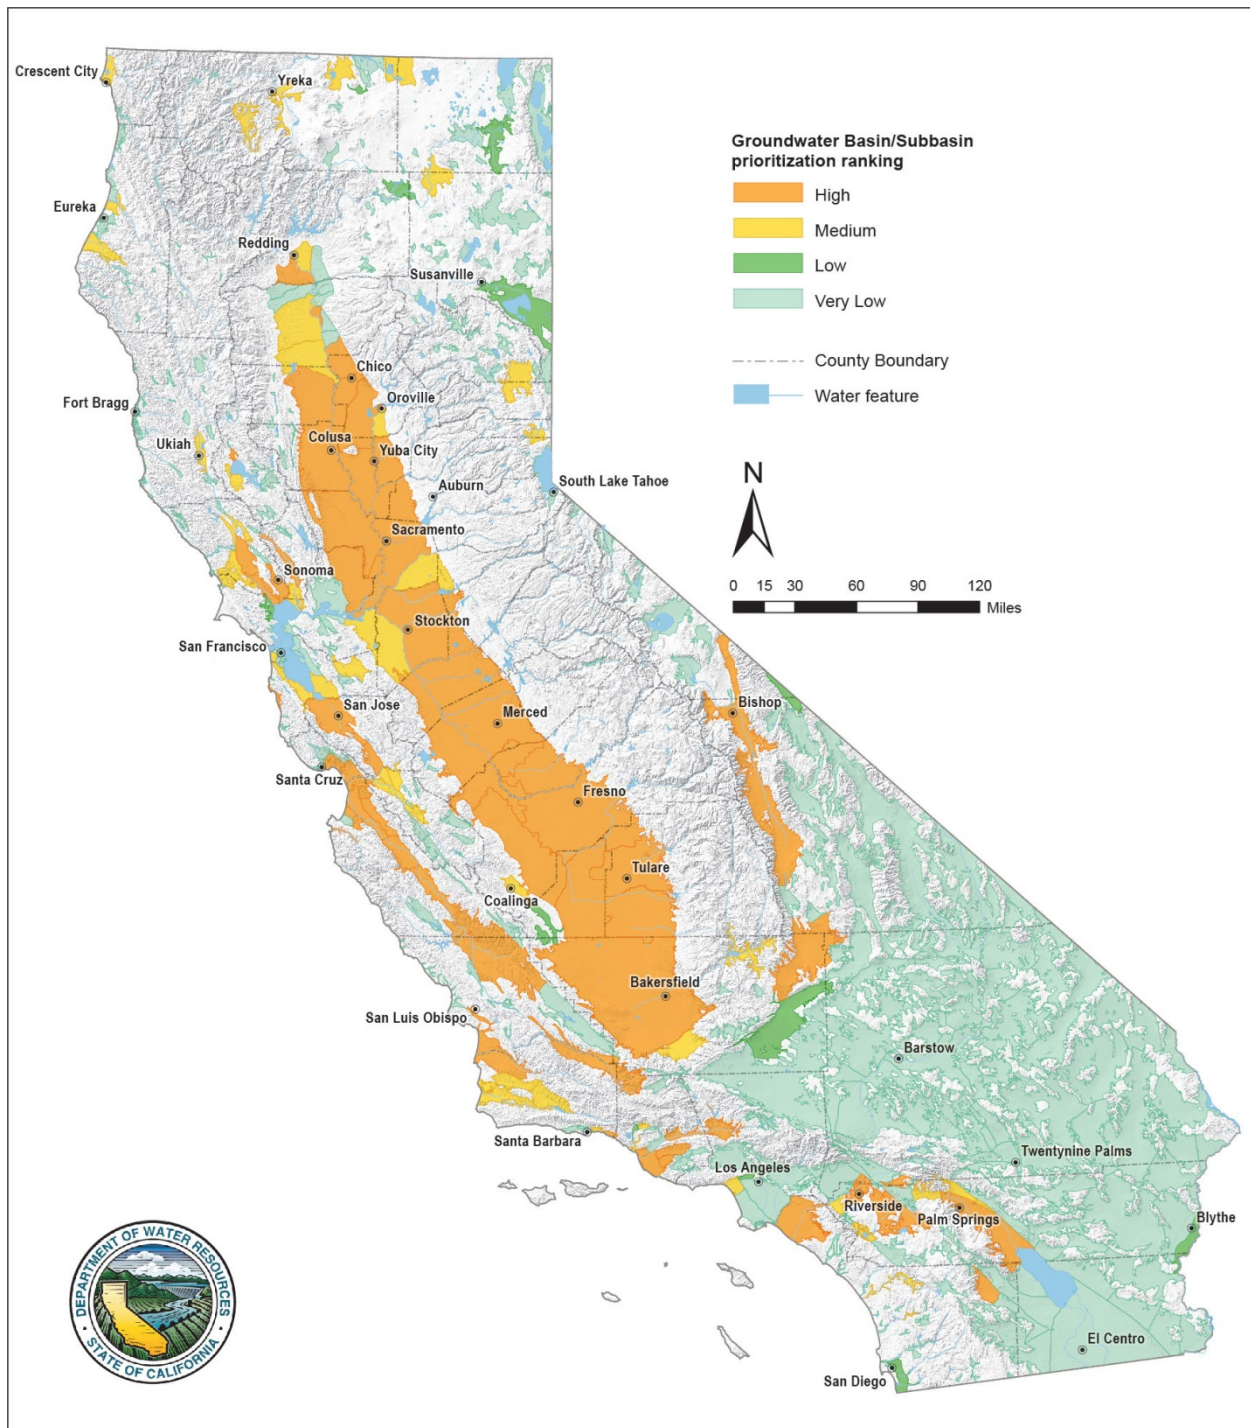 Crescent City
Yreka
Groundwater Basin/Subbasin
prioritization ranking
High
Medium
Low
Very Low
County Boundary
Water feature
Eureka
Redding
Susanville
Chico
Fort Bragg
Oroville
Ukiah
Colusa
Yuba City
Auburn
South Lake Tahoe
N
Sacramento
Sonoma
0 15 30 60 90 120
Miles
Stockton
San Francisco
Bishop
San Jose
Merced
Santa Cruz
Fresno
Tulare
Coalinga
Bakersfield
San Luis Obispo
Barstow
Santa Barbara
Twentynine Palms
Los Angeles
Riverside
Palm Springs
Blythe
El Centro
San Diego
DEPARTMENT OF WATER RESOURCES
STATE OF CALIFORNIA